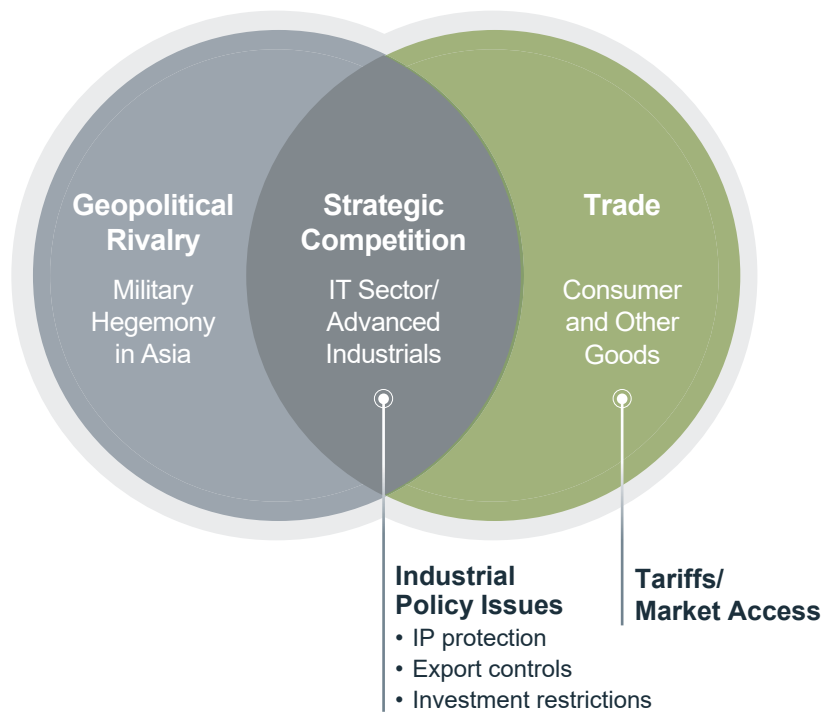 Geopolitical
Rivalry
Military
Hegemony
in Asia
Strategic
Competition
IT Sector/
Advanced
Industrials
Trade
Consumer
and Other
Goods
Industrial
Policy Issues
• IP protection
• Export controls
• Investment restrictions
Tariffs/
Market Access